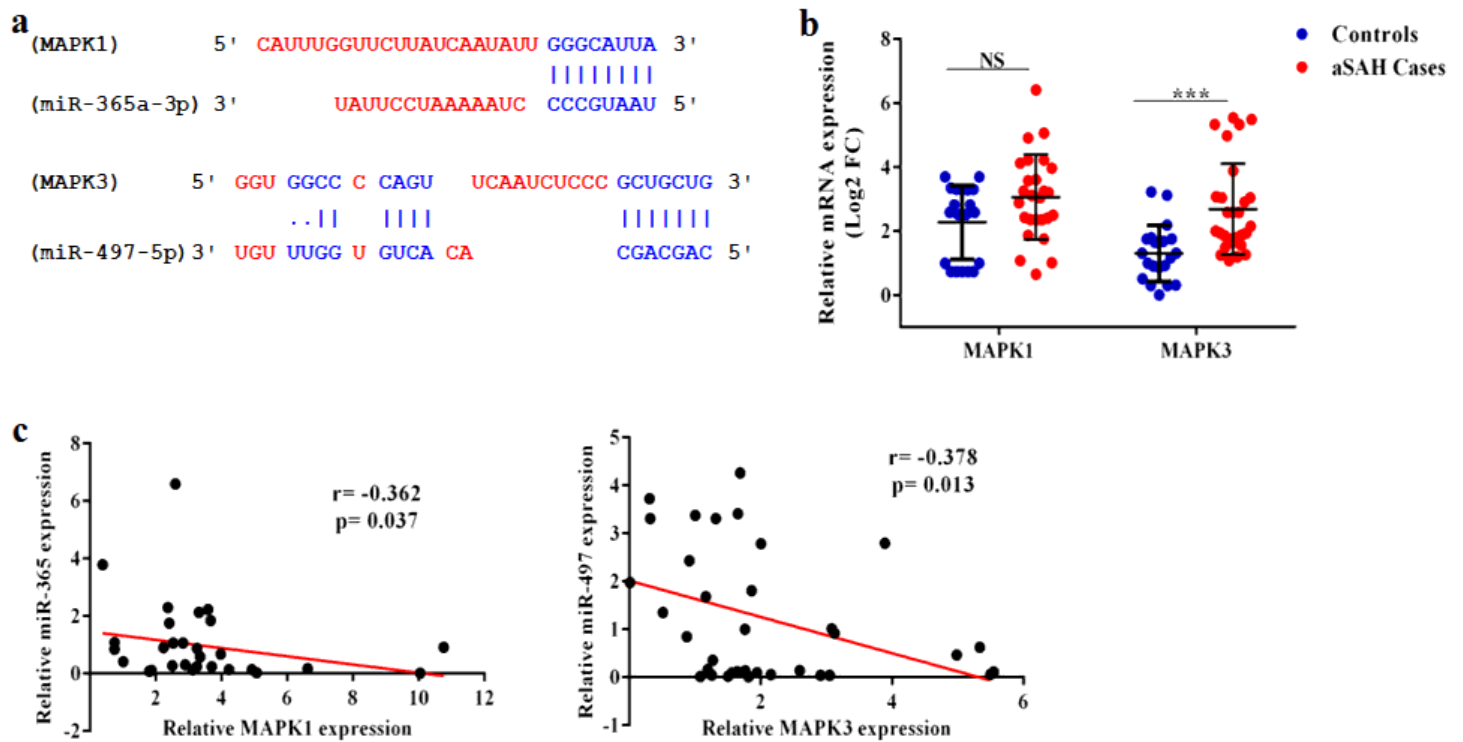 a
(MAPK1) 5' CAUUUGGUUCUUAUCAAUAUU GGGCAUUA 3'
||||||||
(miR-365a-3p) 3' UAUUCCUAAAAAUC CCCGUAAU 5'
(MAPK3) 5' GGU GGCC C CAGU UCAAUCUCCC GCUGCUG 3'
..|| |||| |||||||
(miR-497-5p) 3' UGU UUGG U GUCA CA CGACGAC 5'
b
Controls
aSAH Cases
Relative mRNA expression
(Log2 FC)
8
6
4
2
0
NS
***
MAPK1 MAPK3
c
Relative miR-365 expression
8
6
4
2
0
-2
r= -0.362
p= 0.037
2 4 6 8 10 12
Relative MAPK1 expression
Relative miR-497 expression
5
4
3
2
1
0
-1
r= -0.378
p= 0.013
2 4 6
Relative MAPK3 expression